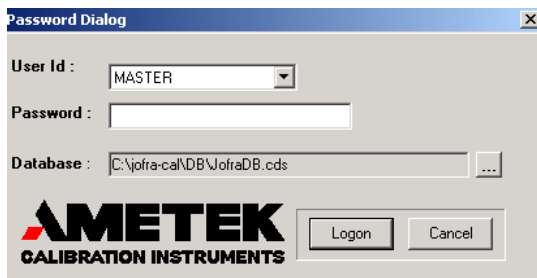 Password Dialog
User Id :
MASTER
Password :
Database :
C:\jofra-cal\DB\JofraDB.cds
...
AMETEK
CALIBRATION INSTRUMENTS
Logon
Cancel